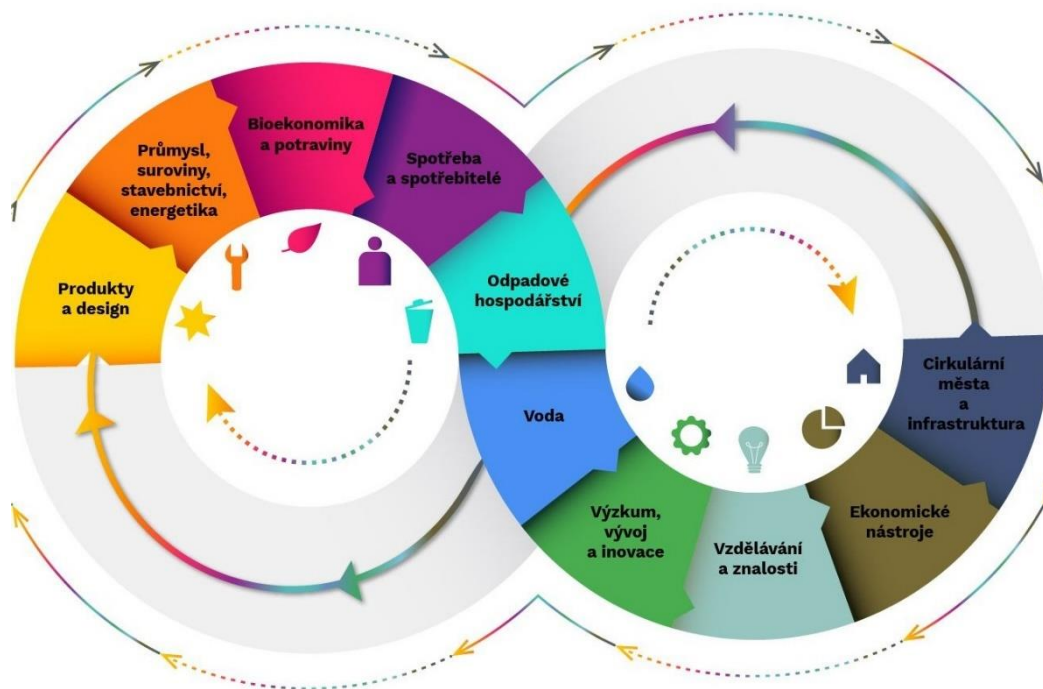 Produkty
a design
Průmysl,
suroviny,
stavebnictví,
energetika
Bioekonomika
a potraviny
Spotřeba
a spotřebitelé
Odpadové
hospodářství
Voda
Výzkum,
vývoj
a inovace
Vzdělávání
a znalosti
Ekonomické
nástroje
Cirkulární
města
a
infrastruktura